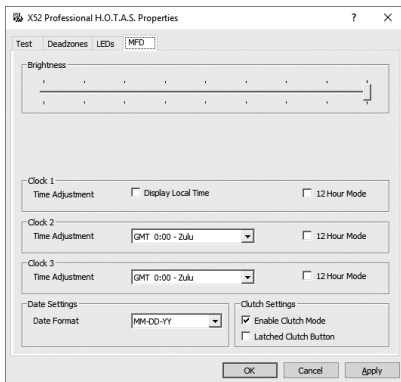 X52 Professional H.O.T.A.S. Properties ? ×
Test Deadzones LEDs MFD
Brightness
Clock 1
Time Adjustment Display Local Time 12 Hour Mode
Clock 2
Time Adjustment GMT 0:00 - Zulu 12 Hour Mode
Clock 3
Time Adjustment GMT 0:00 - Zulu 12 Hour Mode
Date Settings Clutch Settings
Date Format MM-DD-YY Enable Clutch Mode
Latched Clutch Button
OK Cancel Apply